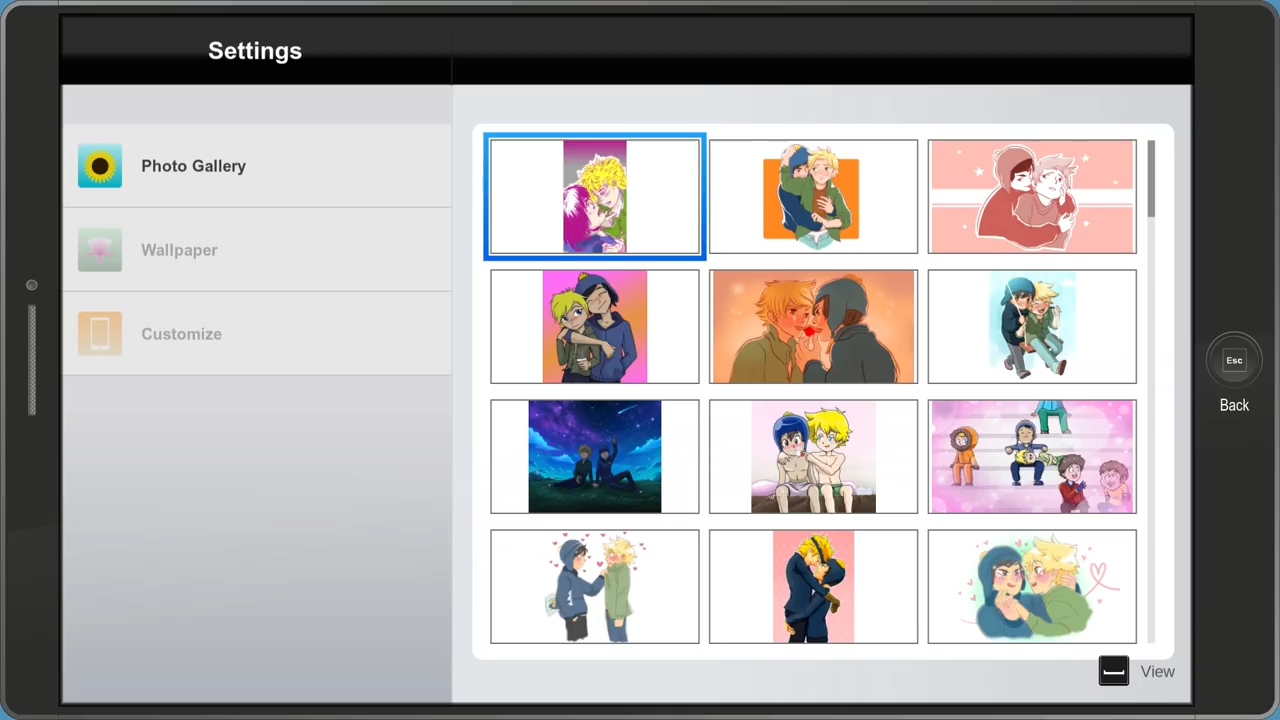 Settings
Photo Gallery
Wallpaper
Customize
Esc
Back
View